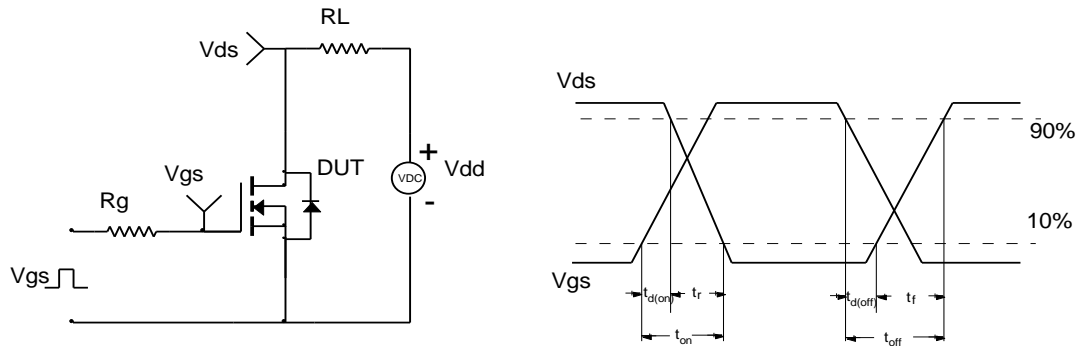 RL
Vds
Vgs
DUT
VDC
+
-
Vdd
Rg
Vgs
Vds
90%
10%
Vgs
td(on)
tr
td(off)
tf
ton
toff